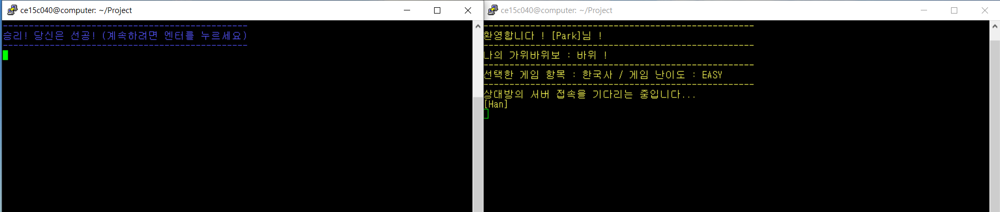 ce15c040@computer: ~/Project
-----------------------------------------------
승리! 당신은 선공! (계속하려면 엔터를 누르세요)
-----------------------------------------------
ce15c040@computer: ~/Project
----------------------------------------------------
환영합니다 ! [Park]님 !
----------------------------------------------------
나의 가위바위보 : 바위 !
----------------------------------------------------
선택한 게임 항목 : 한국사 / 게임 난이도 : EASY
----------------------------------------------------
상대방의 서버 접속을 기다리는 중입니다...
[Han]